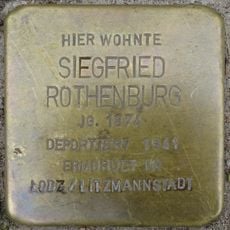 HIER WOHNTE
SIEGFRIED
ROTHENBURG
JG. 1874
DEPORTIERT 1941
ERMORDET IN
LODZ / LITZMANNSTADT